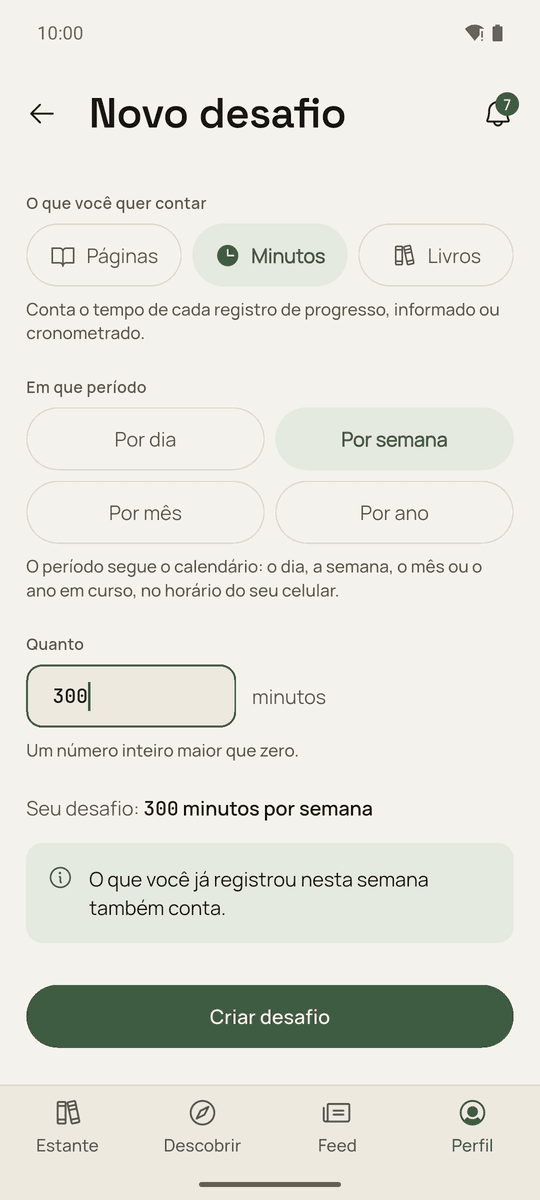 10:00
Novo desafio
7
O que você quer contar
Páginas
Minutos
Livros
Conta o tempo de cada registro de progresso, informado ou
cronometrado.
Em que período
Por dia
Por semana
Por mês
Por ano
O período segue o calendário: o dia, a semana, o mês ou o
ano em curso, no horário do seu celular.
Quanto
300
minutos
Um número inteiro maior que zero.
Seu desafio: 300 minutos por semana
O que você já registrou nesta semana
também conta.
Criar desafio
Estante
Descobrir
Feed
Perfil